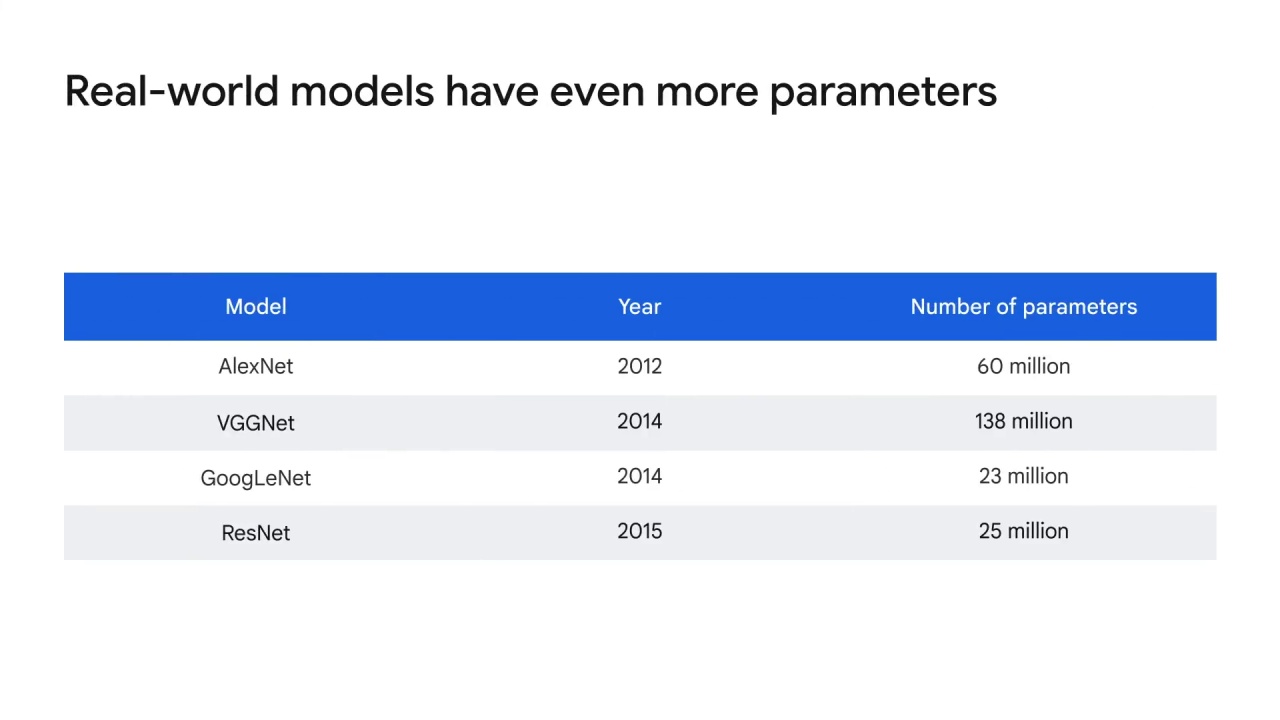 Real-world models have even more parameters
Model Year Number of parameters
AlexNet 2012 60 million
VGGNet 2014 138 million
GoogLeNet 2014 23 million
ResNet 2015 25 million